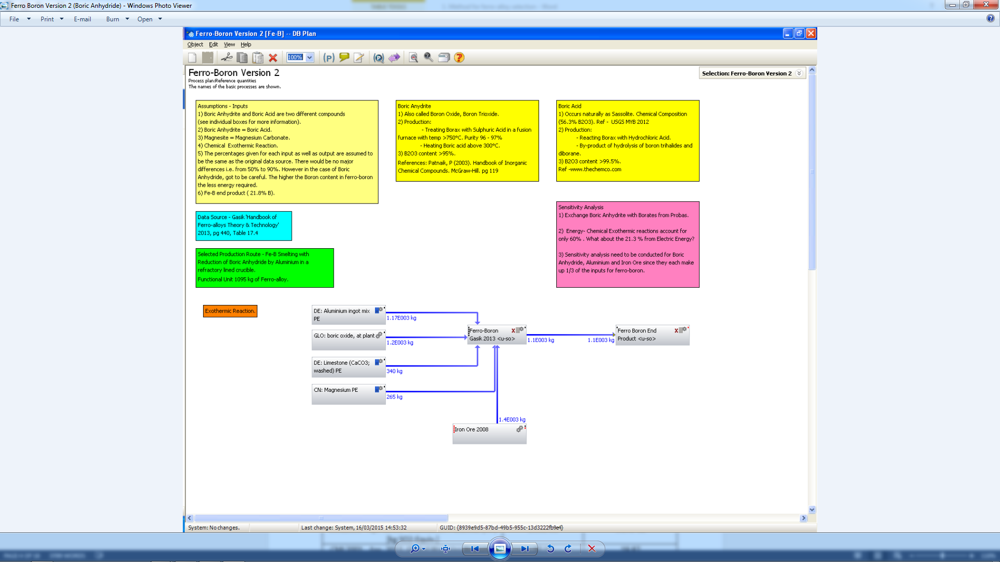 Ferro Boron Version 2 (Boric Anhydride) - Windows Photo Viewer
File Print E-mail Burn Open
Ferro-Boron Version 2 [Fe-B] -- DB Plan
Object Edit View Help
100%
Ferro-Boron Version 2
Process plan:Reference quantities
The names of the basic processes are shown.
Selection: Ferro-Boron Version 2
Assumptions - Inputs
1) Boric Anhydrite and Boric Acid are two different compounds
(see individual boxes for more information).
2) Boric Anhydrite = Boric Acid.
3) Magnesite = Magnesium Carbonate.
4) Chemical Exothermic Reaction.
5) The percentages given for each input as well as output are assumed to
be the same as the original data source. There would be no major
differences i.e. from 50% to 90%. However in the case of Boric
Anhydride, got to be careful. The higher the Boron content in ferro-boron
the less energy required.
6) Fe-B end product ( 21.8% B).
Boric Anydrite
1) Also called Boron Oxide, Boron Trioxide.
2) Production:
- Treating Borax with Sulphuric Acid in a fusion
furnace with temp >750°C. Purity 96 - 97%
- Heating Boric acid above 300°C.
3) B2O3 content >95%.
References: Patnaik, P (2003). Handbook of Inorganic
Chemical Compounds. McGraw-Hill. pg 119
Boric Acid
1) Occurs naturally as Sassolite. Chemical Composition
(56.3% B2O3). Ref - USGS MYB 2012
2) Production:
- Reacting Borax with Hydrochloric Acid.
- By-product of hydrolysis of boron trihalides and
diborane.
3) B2O3 content >99.5%.
Ref -www.thechemco.com
Data Source - Gasik 'Handbook of
Ferro-alloys Theory & Technology'
2013, pg 440, Table 17.4
Selected Production Route - Fe-B Smelting with
Reduction of Boric Anhydride by Aluminium in a
refractory lined crucible.
Functional Unit 1095 kg of Ferro-alloy.
Sensitivity Analysis
1) Exchange Boric Anhydrite with Borates from Probas.
2) Energy- Chemical Exothermic reactions account for
only 60% . What about the 21.3 % from Electric Energy?
3) Sensitivity analysis need to be conducted for Boric
Anhydride, Aluminium and Iron Ore since they each make
up 1/3 of the inputs for ferro-boron.
Exothermic Reaction.
DE: Aluminium ingot mix
PE
1.17E003 kg
GLO: boric oxide, at plant
1.2E003 kg
DE: Limestone (CaCO3;
washed) PE
340 kg
CN: Magnesium PE
265 kg
Ferro-Boron
Gasik 2013 <u-so>
1.1E003 kg
1.1E003 kg
Ferro Boron End
Product <u-so>
1.4E003 kg
Iron Ore 2008
System: No changes.
Last change: System, 16/03/2015 14:53:32
GUID: {8939e9d5-87bd-49b5-955c-13d3222fb9e4}